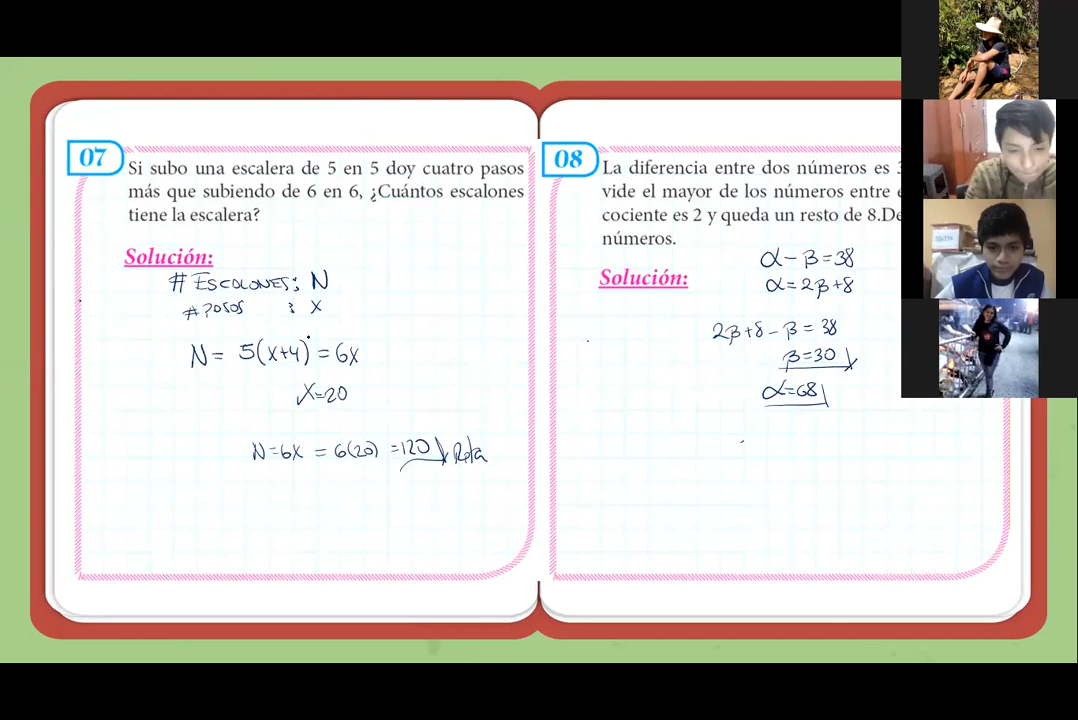 07
Si subo una escalera de 5 en 5 doy cuatro pasos
más que subiendo de 6 en 6, ¿Cuántos escalones
tiene la escalera?
Solución:
# ESCALONES: N
# PASOS : X
N = 5(x+4) = 6x
X=20
N=6X = 6(20) =120 Rpta
08
La diferencia entre dos números es 3
vide el mayor de los números entre e
cociente es 2 y queda un resto de 8.De
números.
Solución:
α - β = 38
α = 2β + 8
2β + 8 - β = 38
β = 30
α = 68